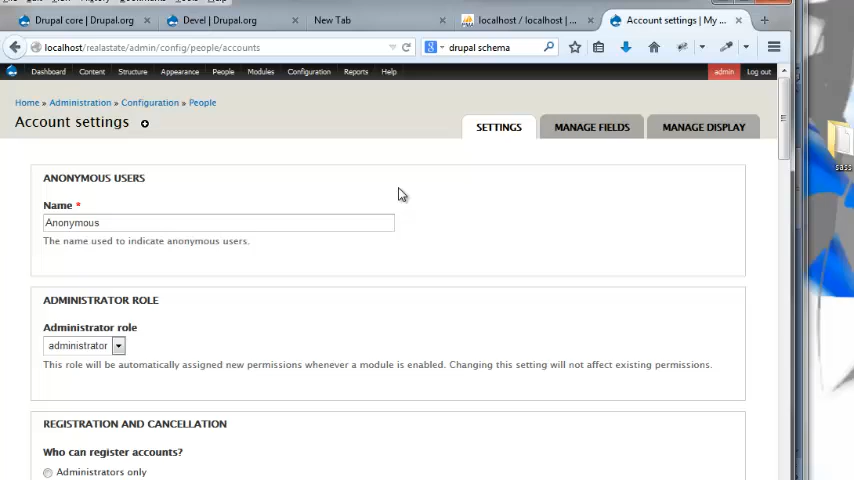 Drupal core | Drupal.org
Devel | Drupal.org
New Tab
localhost / localhost | ...
Account settings | My ...
localhost/realastate/admin/config/people/accounts
drupal schema
Dashboard Content Structure Appearance People Modules Configuration Reports Help
admin Log out
Home » Administration » Configuration » People
Account settings
SETTINGS
MANAGE FIELDS
MANAGE DISPLAY
sass
ANONYMOUS USERS
Name *
Anonymous
The name used to indicate anonymous users.
ADMINISTRATOR ROLE
Administrator role
administrator
This role will be automatically assigned new permissions whenever a module is enabled. Changing this setting will not affect existing permissions.
REGISTRATION AND CANCELLATION
Who can register accounts?
Administrators only